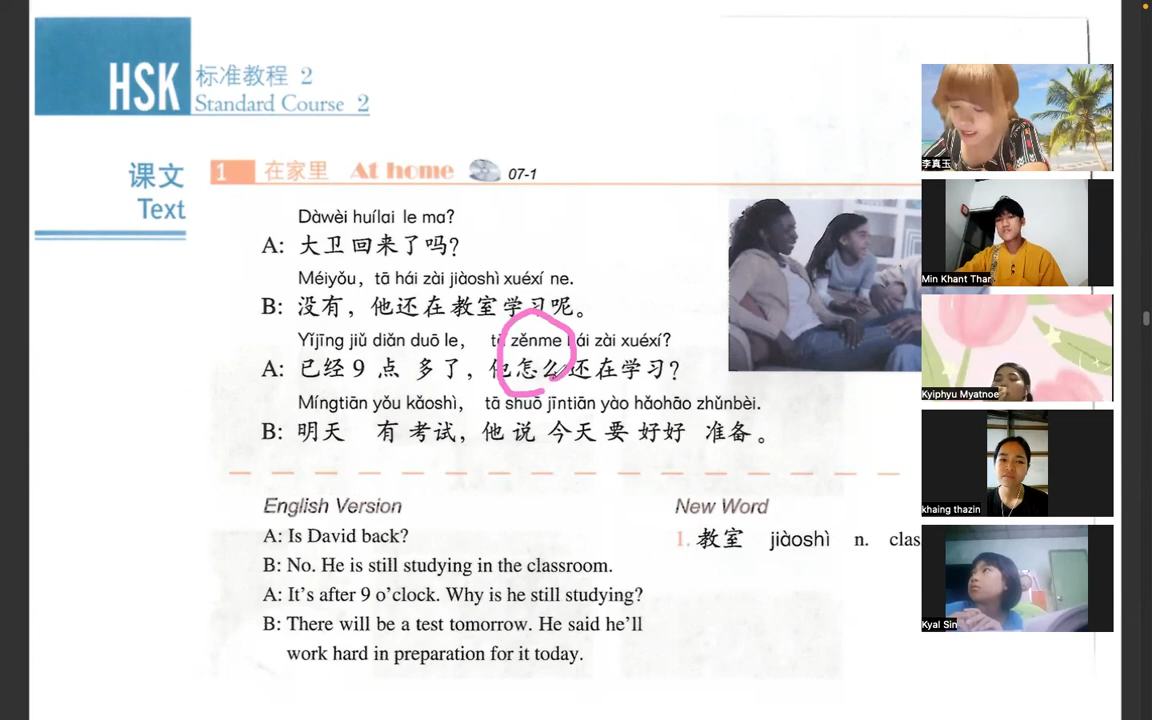 HSK 标准教程 2
Standard Course 2
课文
Text
1 在家里 At home 07-1
Dàwèi huílai le ma?
A: 大卫回来了吗?
Méiyǒu, tā hái zài jiàoshì xuéxí ne.
B: 没有, 他还在教室学习呢。
Yǐjīng jiǔ diǎn duō le, tā zěnme hái zài xuéxí?
A: 已经 9 点 多了, 他怎么还在学习?
Míngtiān yǒu kǎoshì, tā shuō jīntiān yào hǎohāo zhǔnbèi.
B: 明天 有 考试, 他 说 今天 要 好好 准备。
English Version
A: Is David back?
B: No. He is still studying in the classroom.
A: It's after 9 o'clock. Why is he still studying?
B: There will be a test tomorrow. He said he'll
work hard in preparation for it today.
New Word
1. 教室 jiàoshì n. clas
李真玉
Min Khant Thar
Kyiphyu Myatnoe
khaing thazin
Kyal Sin